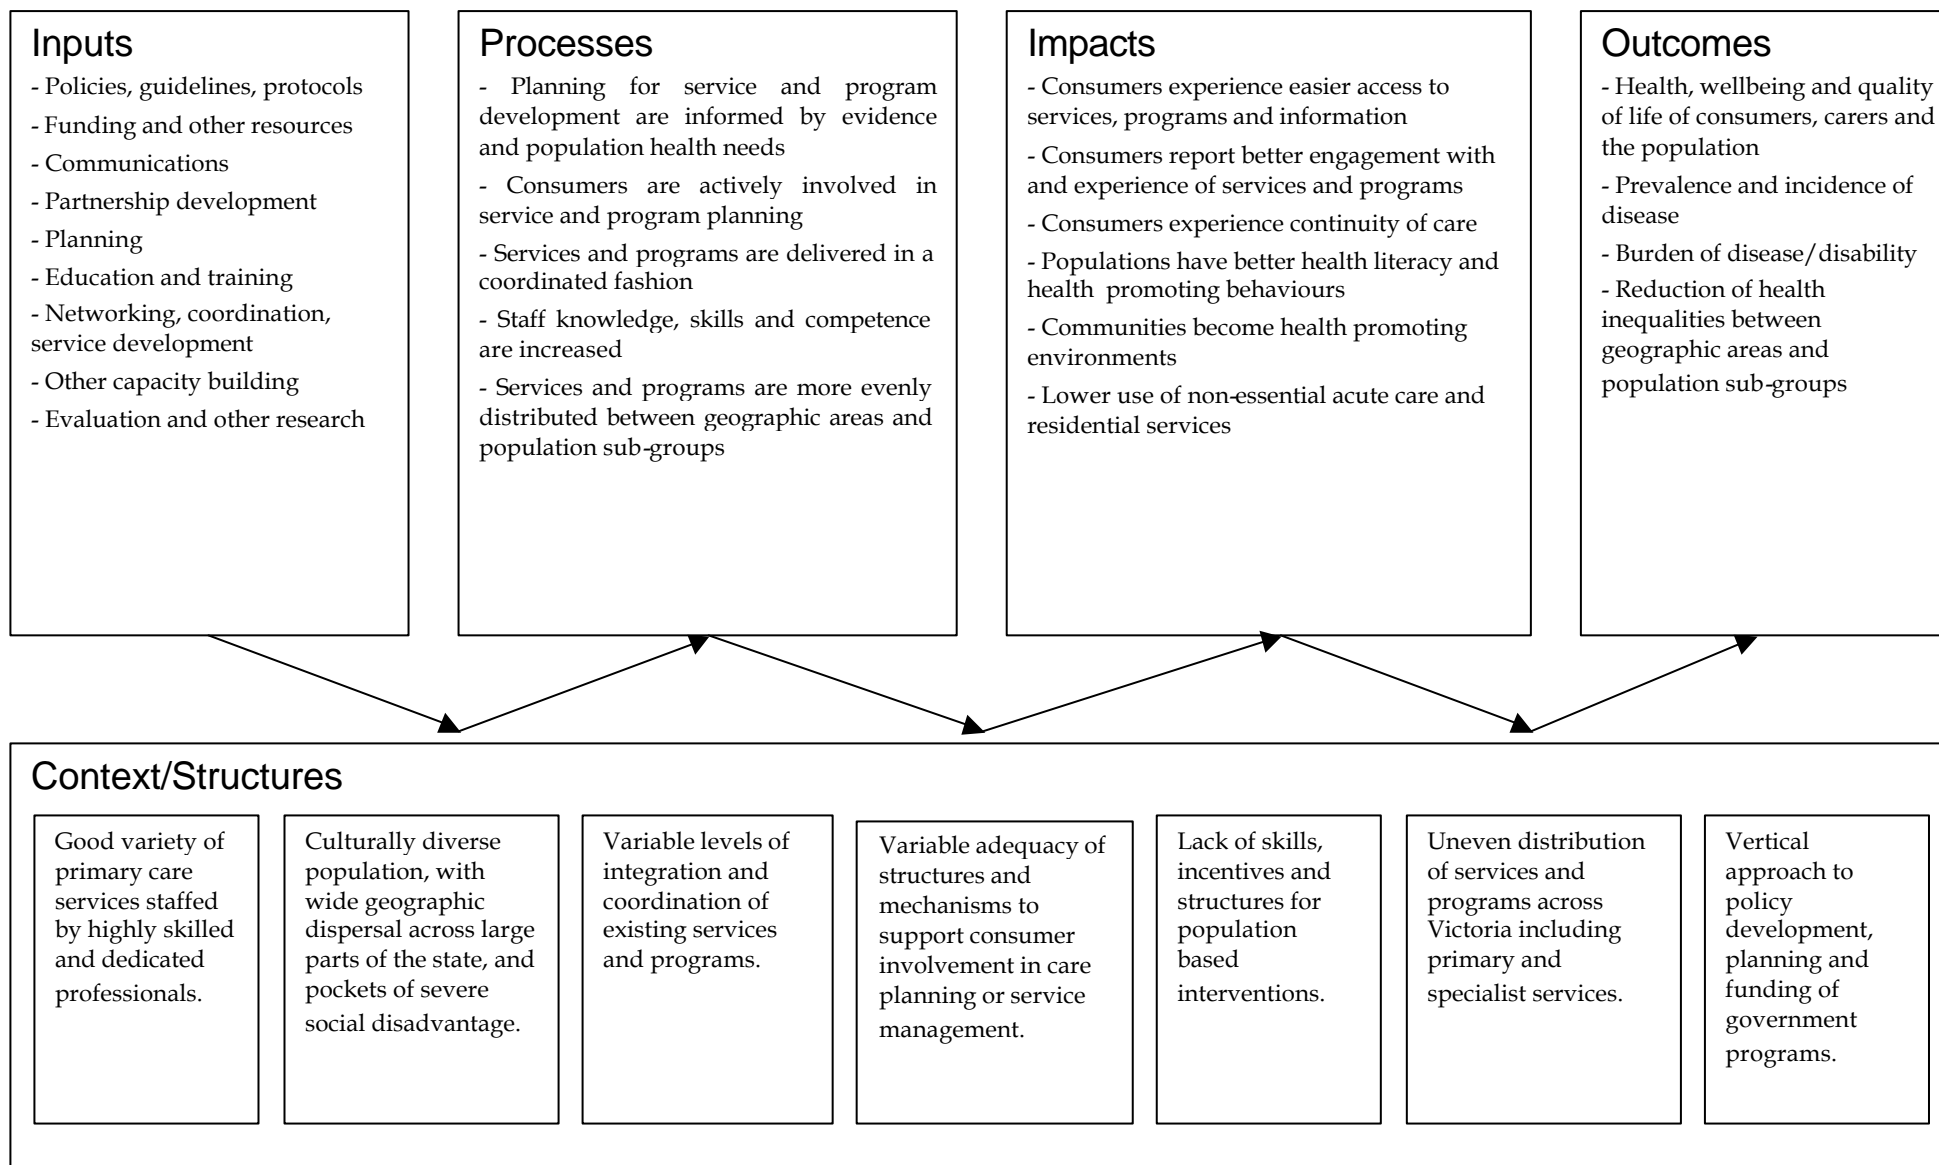 Inputs
- Policies, guidelines, protocols
- Funding and other resources
- Communications
- Partnership development
- Planning
- Education and training
- Networking, coordination,
service development
- Other capacity building
- Evaluation and other research
Processes
- Planning for service and program
development are informed by evidence
and population health needs
- Consumers are actively involved in
service and program planning
- Services and programs are delivered in a
coordinated fashion
- Staff knowledge, skills and competence
are increased
- Services and programs are more evenly
distributed between geographic areas and
population sub-groups
Impacts
- Consumers experience easier access to
services, programs and information
- Consumers report better engagement with
and experience of services and programs
- Consumers experience continuity of care
- Populations have better health literacy and
health promoting behaviours
- Communities become health promoting
environments
- Lower use of non-essential acute care and
residential services
Outcomes
- Health, wellbeing and quality
of life of consumers, carers and
the population
- Prevalence and incidence of
disease
- Burden of disease/disability
- Reduction of health
inequalities between
geographic areas and
population sub-groups
Context/Structures
Good variety of
primary care
services staffed
by highly skilled
and dedicated
professionals.
Culturally diverse
population, with
wide geographic
dispersal across large
parts of the state, and
pockets of severe
social disadvantage.
Variable levels of
integration and
coordination of
existing services
and programs.
Variable adequacy of
structures and
mechanisms to
support consumer
involvement in care
planning or service
management.
Lack of skills,
incentives and
structures for
population
based
interventions.
Uneven distribution
of services and
programs across
Victoria including
primary and
specialist services.
Vertical
approach to
policy
development,
planning and
funding of
government
programs.